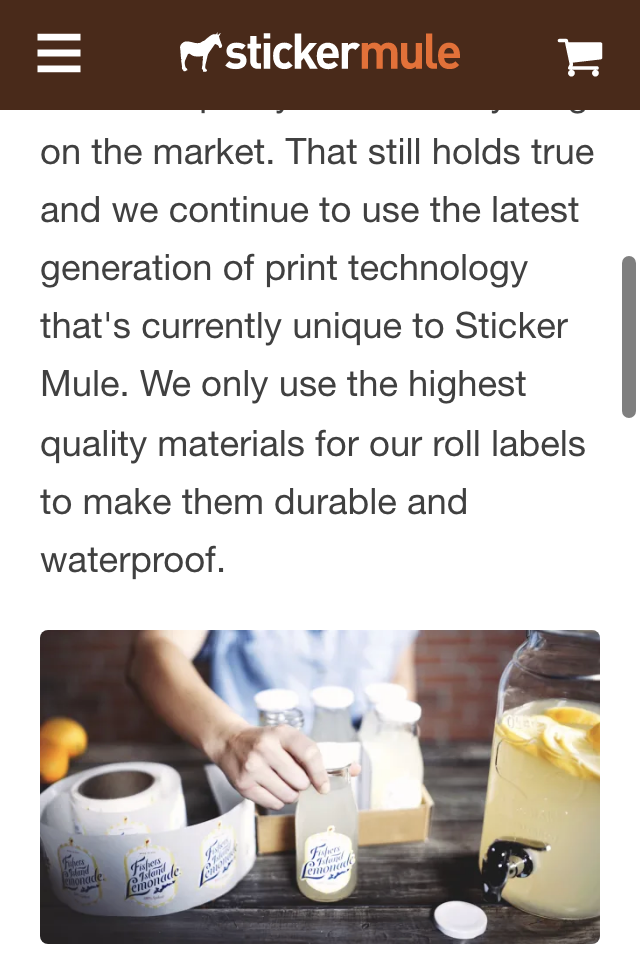 stickermule
on the market. That still holds true
and we continue to use the latest
generation of print technology
that's currently unique to Sticker
Mule. We only use the highest
quality materials for our roll labels
to make them durable and
waterproof.
Fishers
Island
Lemonade
Fishers
Island
Lemonade
Fishers
Island
Lemonade
Fishers
Island
Lemonade